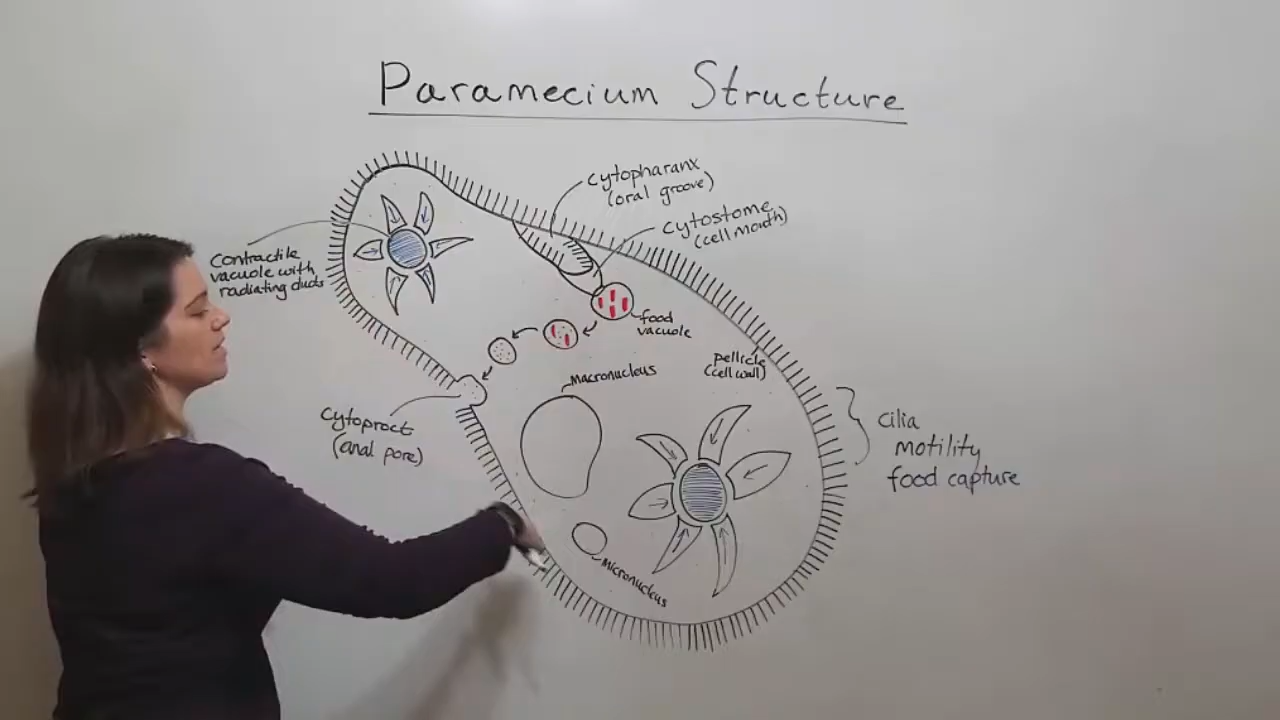 Paramecium Structure
cytopharanx
(oral groove)
cytostome
(cell mouth)
Contractile
vacuole with
radiating ducts
food
vacuole
pellicle
(cell wall)
Macronucleus
cytoproct
(anal pore)
cilia
motility
food capture
Micronucleus